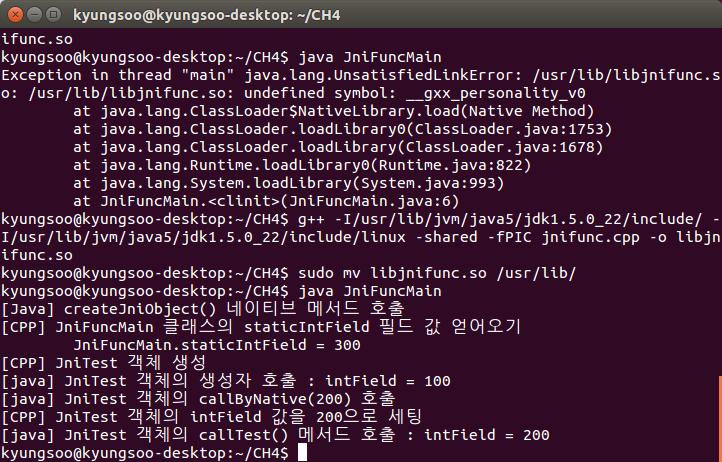 kyungsoo@kyungsoo-desktop: ~/CH4
ifunc.so
kyungsoo@kyungsoo-desktop:~/CH4$ java JniFuncMain
Exception in thread "main" java.lang.UnsatisfiedLinkError: /usr/lib/libjnifunc.s
o: /usr/lib/libjnifunc.so: undefined symbol: __gxx_personality_v0
        at java.lang.ClassLoader$NativeLibrary.load(Native Method)
        at java.lang.ClassLoader.loadLibrary0(ClassLoader.java:1753)
        at java.lang.ClassLoader.loadLibrary(ClassLoader.java:1678)
        at java.lang.Runtime.loadLibrary0(Runtime.java:822)
        at java.lang.System.loadLibrary(System.java:993)
        at JniFuncMain.<clinit>(JniFuncMain.java:6)
kyungsoo@kyungsoo-desktop:~/CH4$ g++ -I/usr/lib/jvm/java5/jdk1.5.0_22/include/ -
I/usr/lib/jvm/java5/jdk1.5.0_22/include/linux -shared -fPIC jnifunc.cpp -o libjn
ifunc.so
kyungsoo@kyungsoo-desktop:~/CH4$ sudo mv libjnifunc.so /usr/lib/
kyungsoo@kyungsoo-desktop:~/CH4$ java JniFuncMain
[Java] createJniObject() 네이티브 메서드 호출
[CPP] JniFuncMain 클래스의 staticIntField 필드 값 얻어오기
        JniFuncMain.staticIntField = 300
[CPP] JniTest 객체 생성
[java] JniTest 객체의 생성자 호출 : intField = 100
[java] JniTest 객체의 callByNative(200) 호출
[CPP] JniTest 객체의 intField 값을 200으로 세팅
[java] JniTest 객체의 callTest() 메서드 호출 : intField = 200
kyungsoo@kyungsoo-desktop:~/CH4$